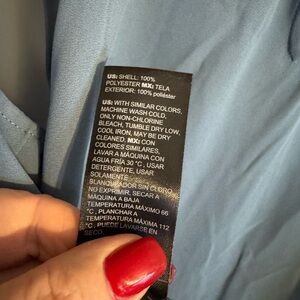 US: SHELL: 100%
POLYESTER MX: TELA
EXTERIOR: 100% poliéster
US: WITH SIMILAR COLORS,
MACHINE WASH COLD,
ONLY NON-CHLORINE
BLEACH, TUMBLE DRY LOW,
COOL IRON, MAY BE DRY
CLEANED, MX: CON
COLORES SIMILARES,
LAVAR A MÁQUINA CON
AGUA FRÍA 30 °C, USAR
DETERGENTE, USAR
SOLAMENTE
BLANQUEADOR SIN CLORO,
NO EXPRIMIR, SECAR A
MÁQUINA A BAJA
TEMPERATURA MÁXIMO 66
°C, PLANCHAR A
TEMPERATURA MÁXIMA 112
°C, PUEDE LAVARSE EN
SECO.